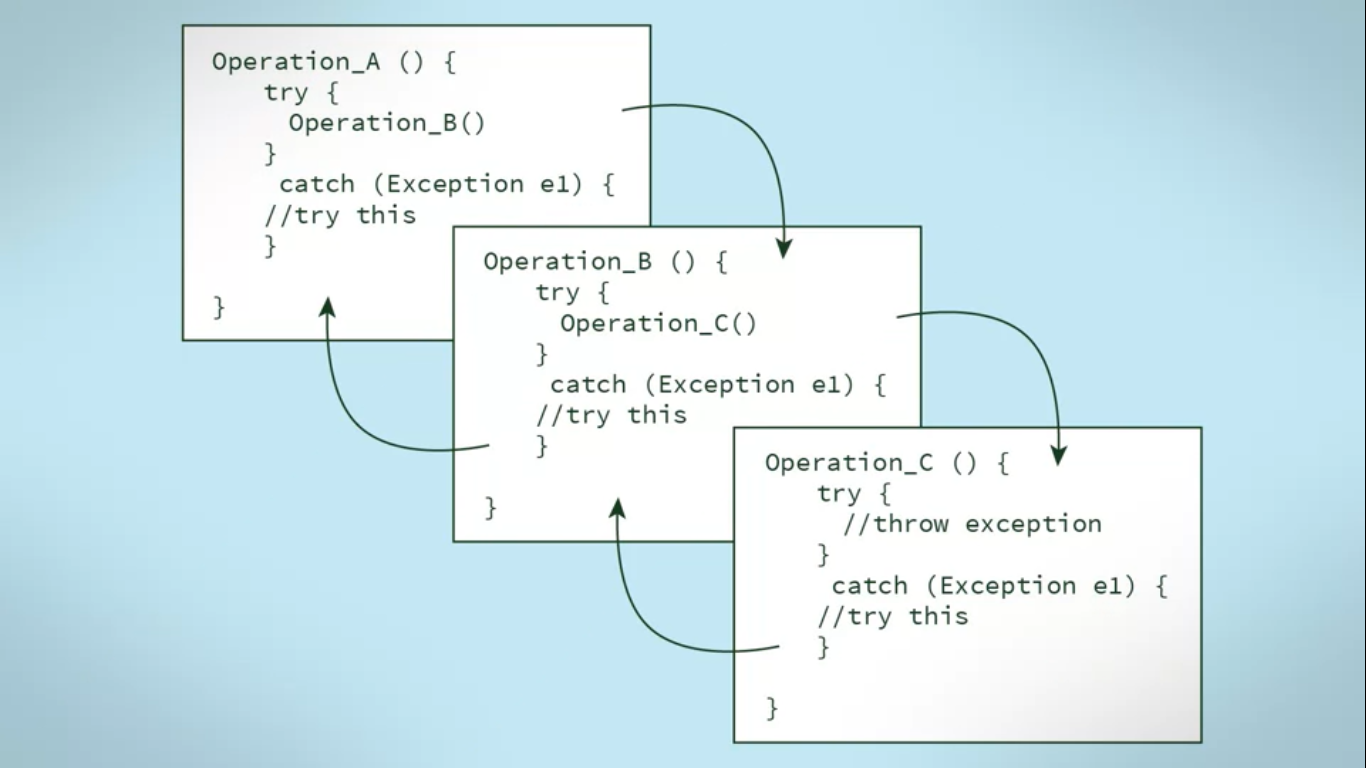 Operation_A () {
try {
Operation_B()
}
catch (Exception e1) {
//try this
}
}
Operation_B () {
try {
Operation_C()
}
catch (Exception e1) {
//try this
}
}
Operation_C () {
try {
//throw exception
}
catch (Exception e1) {
//try this
}
}